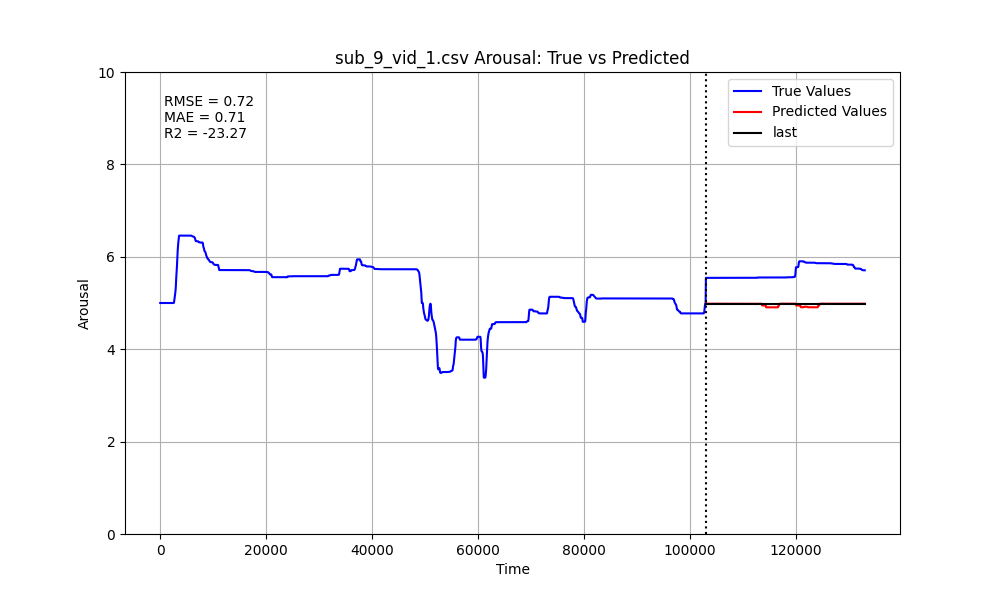 sub_9_vid_1.csv Arousal: True vs Predicted
RMSE = 0.72
MAE = 0.71
R2 = -23.27
True Values
Predicted Values
last
Arousal
10
8
6
4
2
0
0
20000
40000
60000
80000
100000
120000
Time